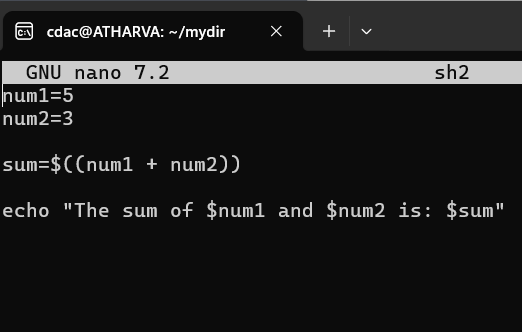 cdac@ATHARVA: ~/mydir
GNU nano 7.2 sh2
num1=5
num2=3
sum=$((num1 + num2))
echo "The sum of $num1 and $num2 is: $sum"